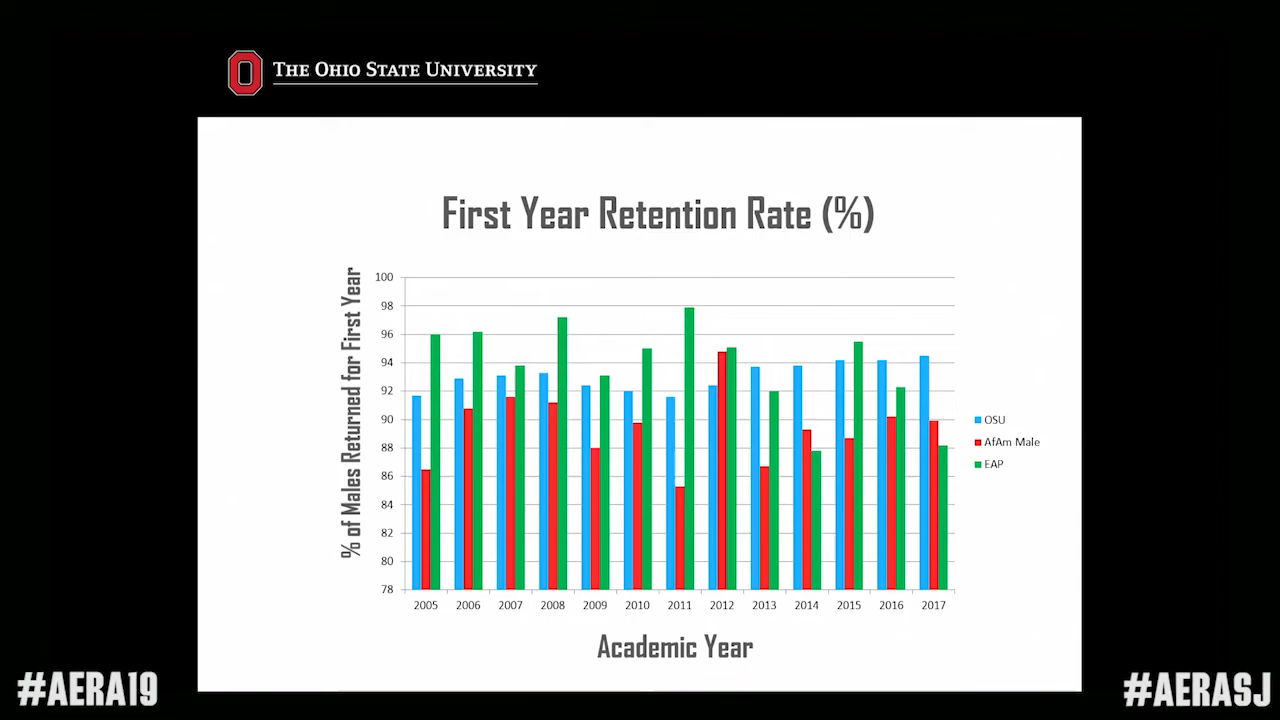 THE OHIO STATE UNIVERSITY
First Year Retention Rate (%)
% of Males Returned for First Year
100
98
96
94
92
90
88
86
84
82
80
78
2005 2006 2007 2008 2009 2010 2011 2012 2013 2014 2015 2016 2017
Academic Year
OSU
AfAm Male
EAP
#AERA19
#AERASJ